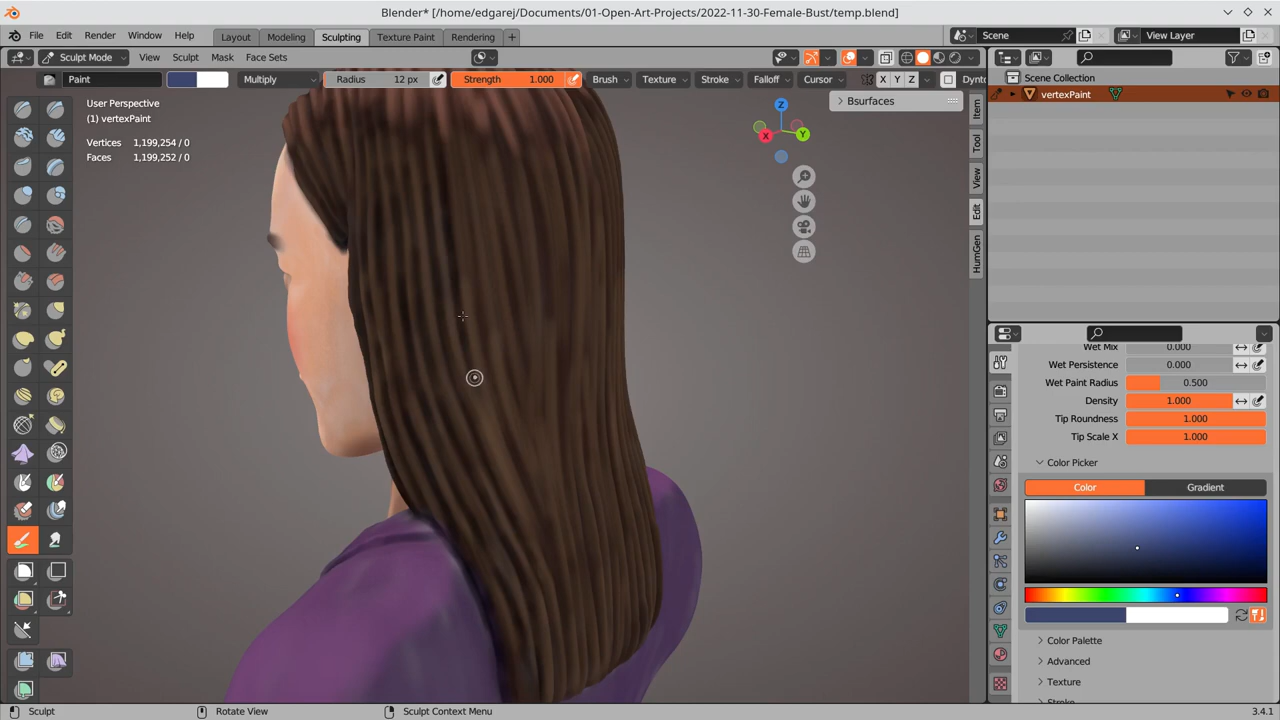 Blender* [/home/edgarej/Documents/01-Open-Art-Projects/2022-11-30-Female-Bust/temp.blend]
File Edit Render Window Help Layout Modeling Sculpting Texture Paint Rendering + Scene View Layer
Sculpt Mode View Sculpt Mask Face Sets
Paint Multiply Radius 12 px Strength 1.000 Brush Texture Stroke Falloff Cursor X Y Z Dynto
Scene Collection
vertexPaint
User Perspective
(1) vertexPaint
Vertices 1,199,254 / 0
Faces 1,199,252 / 0
Bsurfaces
Z
X
Y
Item
Tool
View
Edit
HumGen
Wet Mix 0.000
Wet Persistence 0.000
Wet Paint Radius 0.500
Density 1.000
Tip Roundness 1.000
Tip Scale X 1.000
Color Picker
Color Gradient
Color Palette
Advanced
Texture
Stroke
Sculpt Rotate View Sculpt Context Menu 3.4.1